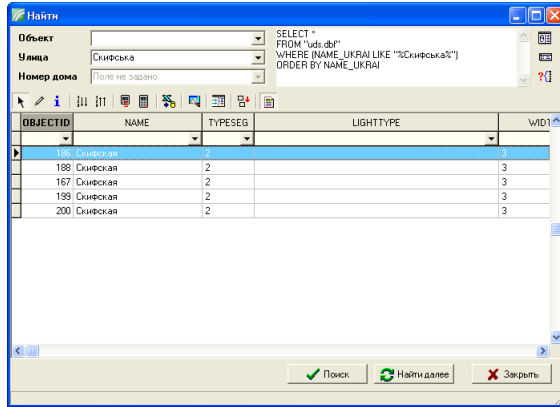 Найти
Объект
Улица
Скифська
Номер дома
Поле не задано
SELECT *
FROM "uds.dbf"
WHERE (NAME_UKRAI LIKE "%Скифська%")
ORDER BY NAME_UKRAI
OBJECTID NAME TYPESEG LIGHTTYPE WIDT
186 Скифская 2 3
188 Скифская 2 3
167 Скифская 2 3
199 Скифская 2 3
200 Скифская 2 3
Поиск Найти далее Закрыть